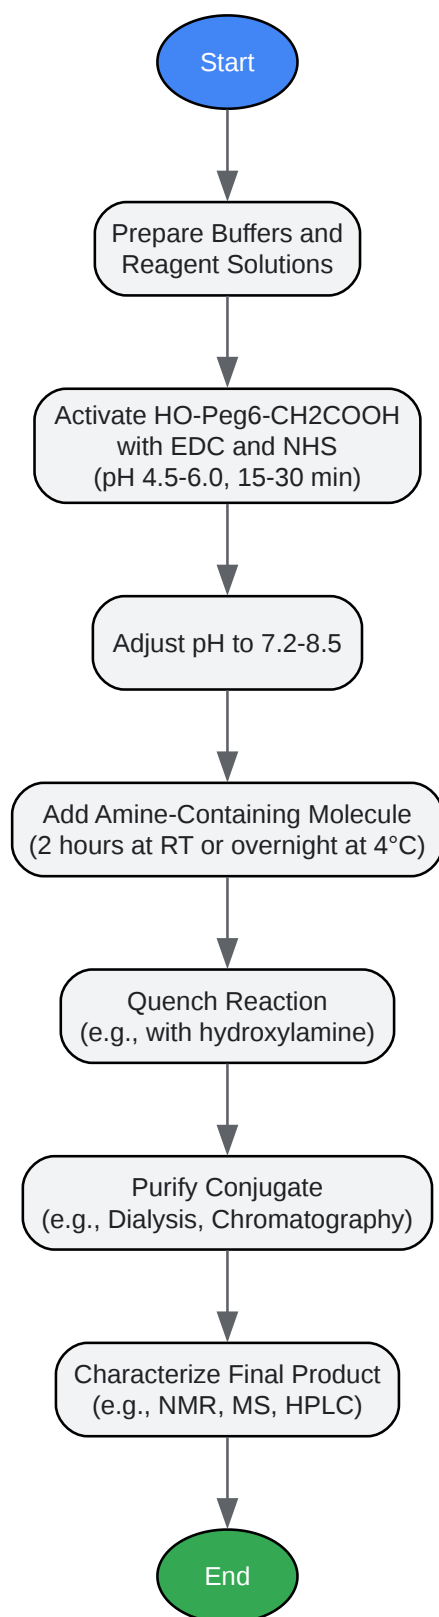 Start
Prepare Buffers and
Reagent Solutions
Activate HO-Peg6-CH2COOH
with EDC and NHS
(pH 4.5-6.0, 15-30 min)
Adjust pH to 7.2-8.5
Add Amine-Containing Molecule
(2 hours at RT or overnight at 4°C)
Quench Reaction
(e.g., with hydroxylamine)
Purify Conjugate
(e.g., Dialysis, Chromatography)
Characterize Final Product
(e.g., NMR, MS, HPLC)
End